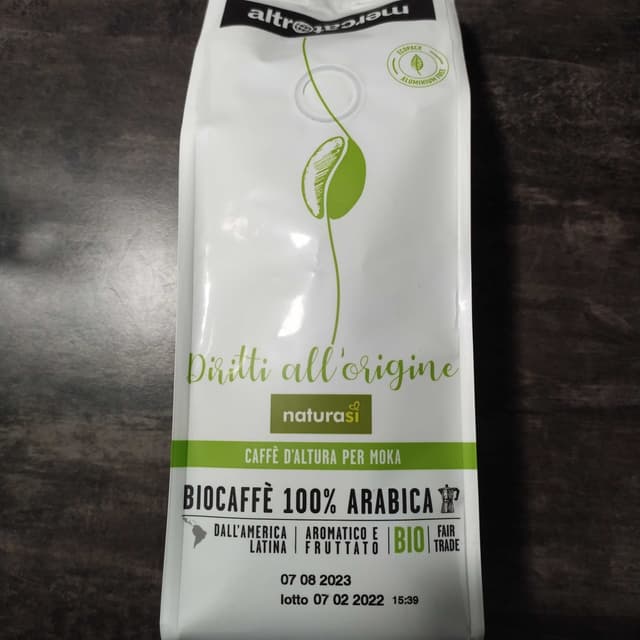 altromercato
ECOPACK
ALUMINIUM FREE
Diritti all'origine
naturasì
CAFFÈ D'ALTURA PER MOKA
BIOCAFFÈ 100% ARABICA
DALL'AMERICA LATINA
AROMATICO E FRUTTATO
BIO
FAIR TRADE
07 08 2023
lotto 07 02 2022 15:39